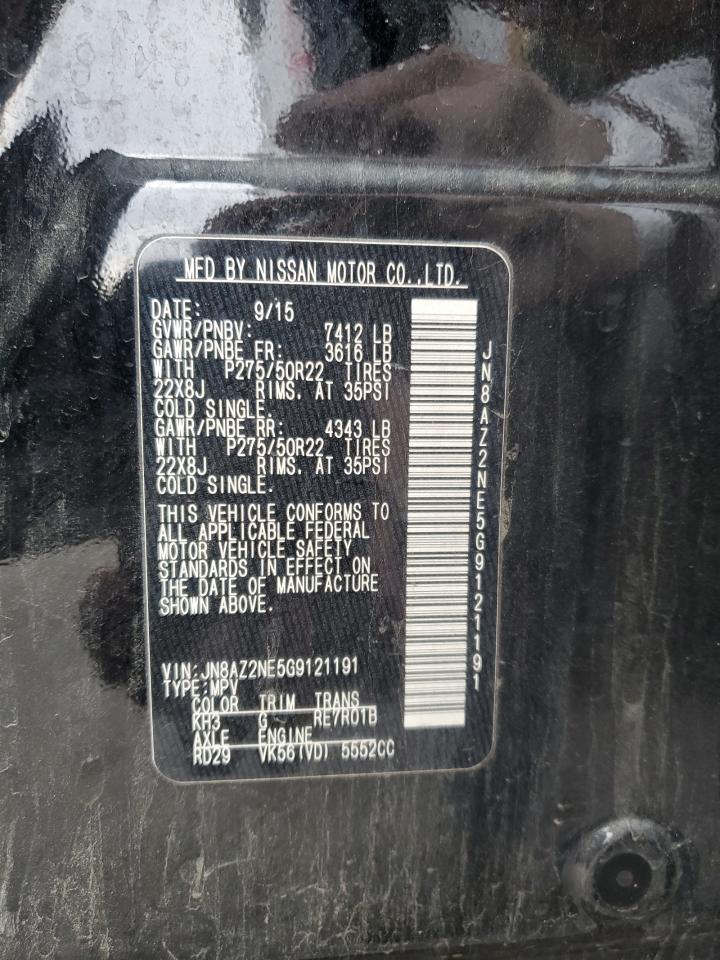 MFD BY NISSAN MOTOR CO.,LTD.
DATE: 9/15
GVWR/PNBV: 7412 LB
GAWR/PNBE FR: 3616 LB
WITH P275/50R22 TIRES
22X8J RIMS. AT 35PSI
COLD SINGLE.
GAWR/PNBE RR: 4343 LB
WITH P275/50R22 TIRES
22X8J RIMS. AT 35PSI
COLD SINGLE.
THIS VEHICLE CONFORMS TO
ALL APPLICABLE FEDERAL
MOTOR VEHICLE SAFETY
STANDARDS IN EFFECT ON
THE DATE OF MANUFACTURE
SHOWN ABOVE.
VIN:JN8AZ2NE5G9121191
TYPE:MPV
COLOR TRIM TRANS
KH3 G RE7R01B
AXLE ENGINE
RD29 VK56(VD) 5552CC
JN8AZ2NE5G9121191